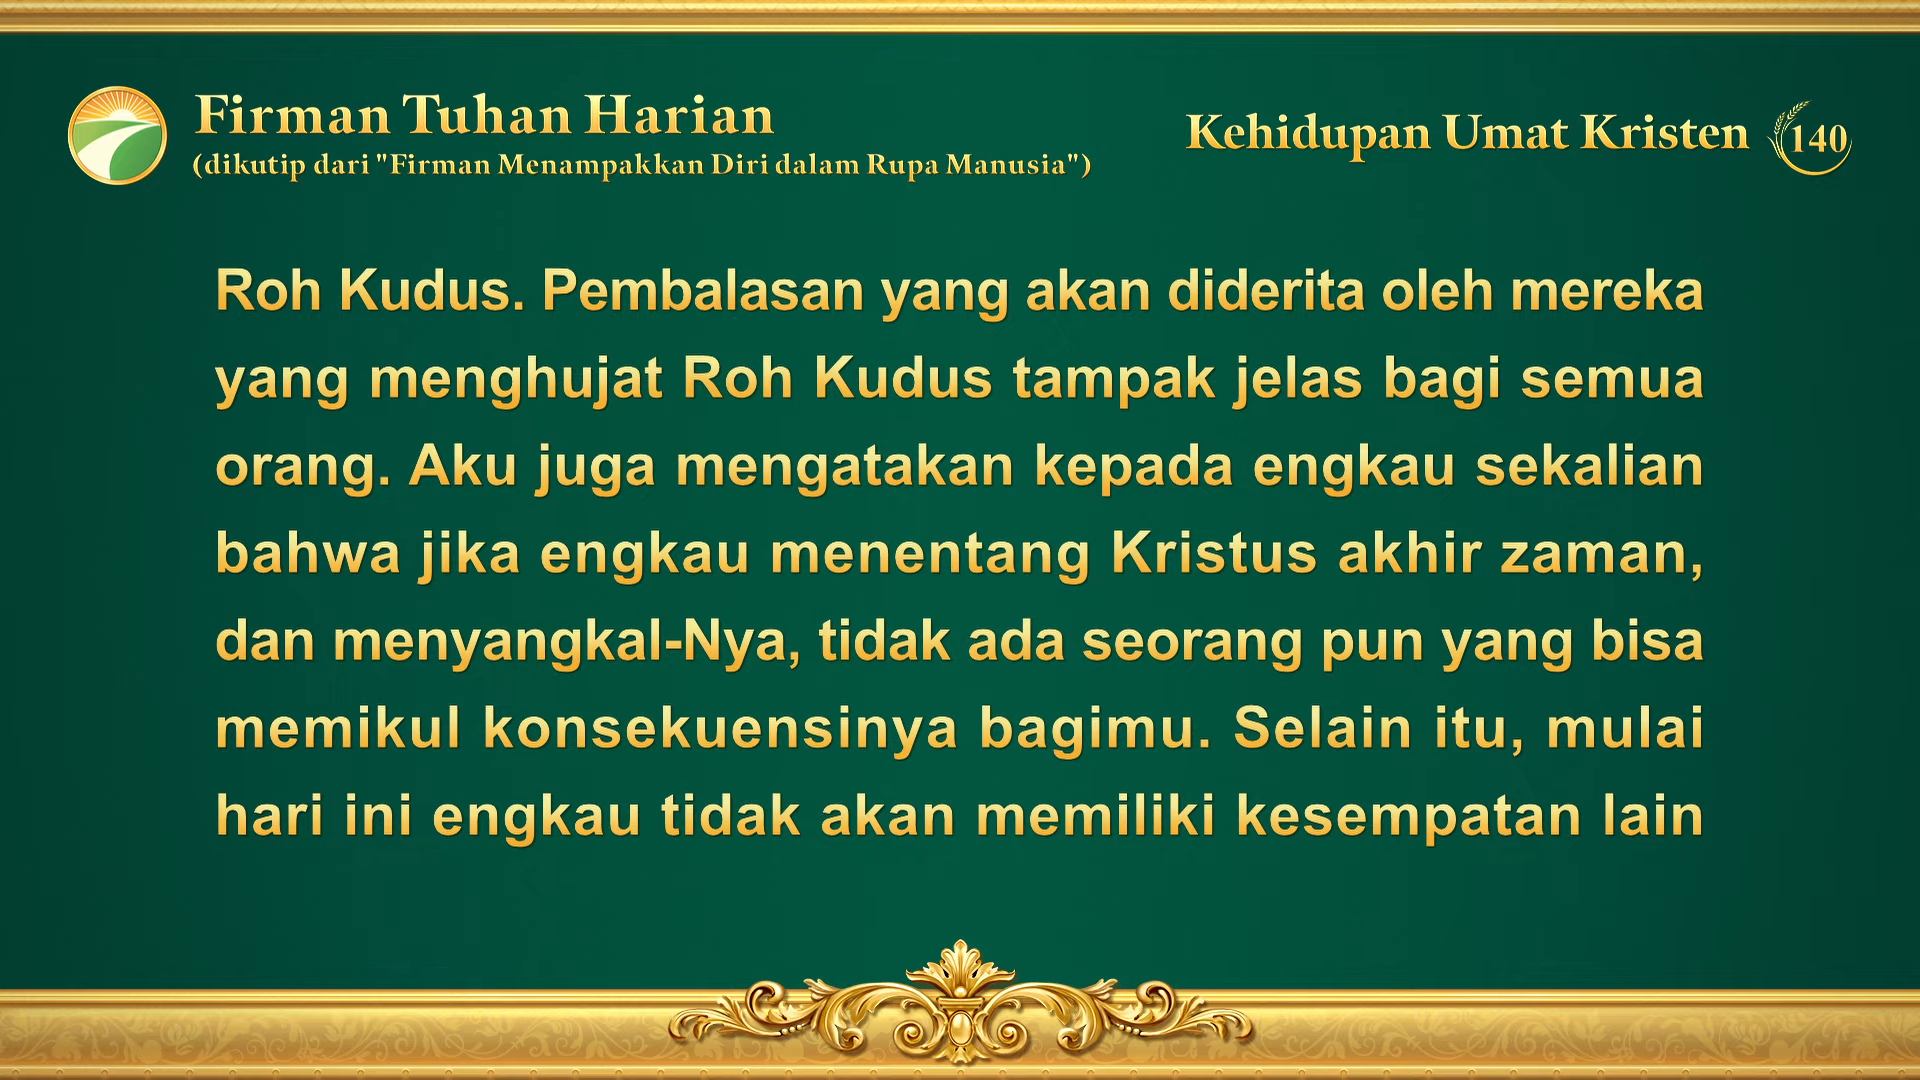 Firman Tuhan Harian
(dikutip dari "Firman Menampakkan Diri dalam Rupa Manusia")
Kehidupan Umat Kristen 140
Roh Kudus. Pembalasan yang akan diderita oleh mereka
yang menghujat Roh Kudus tampak jelas bagi semua
orang. Aku juga mengatakan kepada engkau sekalian
bahwa jika engkau menentang Kristus akhir zaman,
dan menyangkal-Nya, tidak ada seorang pun yang bisa
memikul konsekuensinya bagimu. Selain itu, mulai
hari ini engkau tidak akan memiliki kesempatan lain